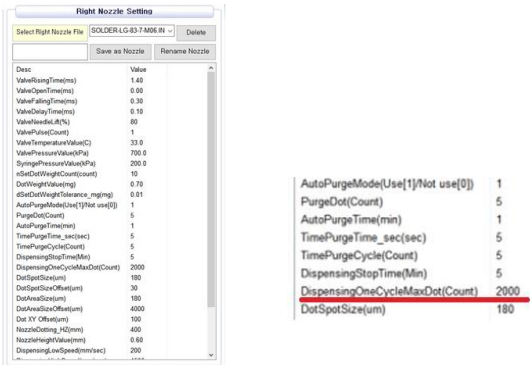 Right Nozzle Setting
Select Right Nozzle File
SOLDER-LG-83-7-M06.IN
Delete
Save as Nozzle
Rename Nozzle
Desc Value
ValveRisingTime(ms) 1.40
ValveOpenTime(ms) 0.00
ValveFallingTime(ms) 0.30
ValveDelayTime(ms) 0.10
ValveNeedleLift(%) 80
ValvePulse(Count) 1
ValveTemperatureValue(C) 33.0
ValvePressureValue(kPa) 700.0
SyringePressureValue(kPa) 200.0
nSetDotWeightCount(count) 10
DotWeightValue(mg) 0.70
dSetDotWeightTolerance_mg(mg) 0.01
AutoPurgeMode(Use[1]/Not use[0]) 1
PurgeDot(Count) 5
AutoPurgeTime(min) 1
TimePurgeTime_sec(sec) 5
TimePurgeCycle(Count) 5
DispensingStopTime(Min) 5
DispensingOneCycleMaxDot(Count) 2000
DotSpotSize(um) 180
DotSpotSizeOffset(um) 30
DotAreaSize(um) 180
DotAreaSizeOffset(um) 4000
Dot XY Offset(um) 100
NozzleDotting_HZ(mm) 400
NozzleHeightValue(mm) 0.60
DispensingLowSpeed(mm/sec) 200
AutoPurgeMode(Use[1]/Not use[0]) 1
PurgeDot(Count) 5
AutoPurgeTime(min) 1
TimePurgeTime_sec(sec) 5
TimePurgeCycle(Count) 5
DispensingStopTime(Min) 5
DispensingOneCycleMaxDot(Count) 2000
DotSpotSize(um) 180